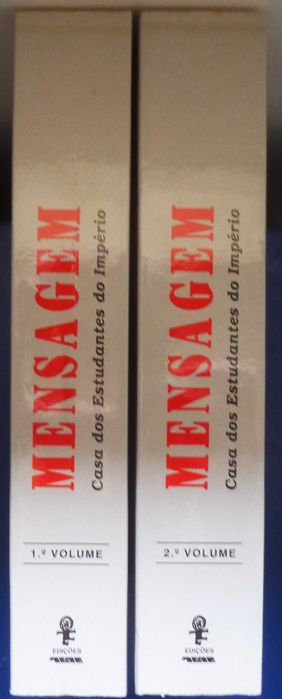 MENSAGEM
Casa dos Estudantes do Império
1.º VOLUME
EDIÇÕES
MENSAGEM
Casa dos Estudantes do Império
2.º VOLUME
EDIÇÕES